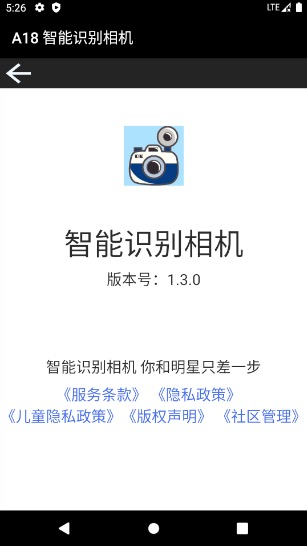 5:26
LTE
A18 智能识别相机
智能识别相机
版本号：1.3.0
智能识别相机 你和明星只差一步
《服务条款》 《隐私政策》
《儿童隐私政策》 《版权声明》 《社区管理》